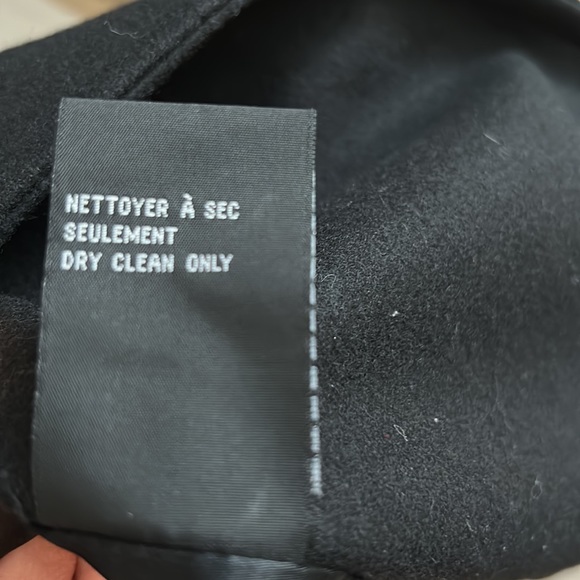 NETTOYER À SEC
SEULEMENT
DRY CLEAN ONLY